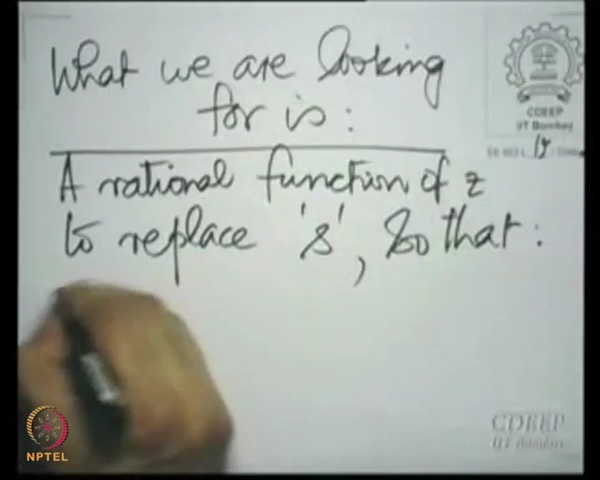 What we are looking
for is:
A rational function of z
to replace 's', so that:
CDEEP
IIT Bombay
19
NPTEL
CDEEP
IIT Bombay